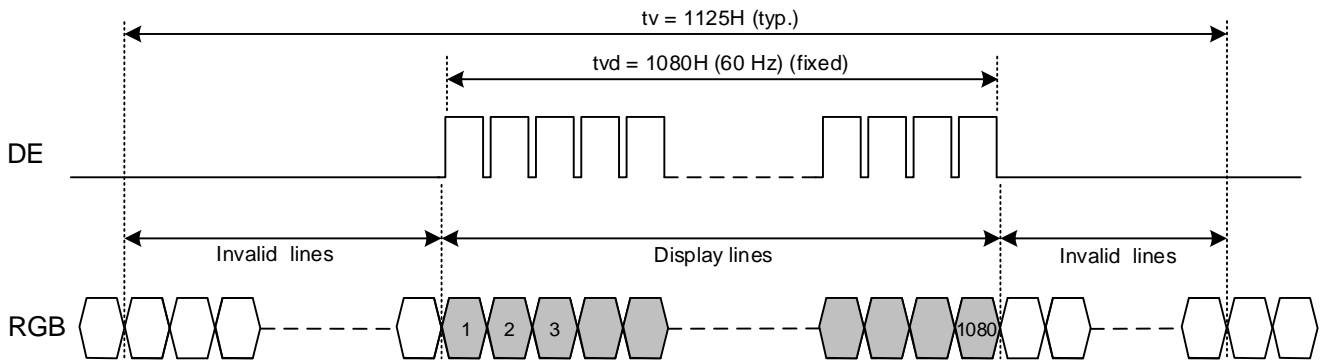 tv = 1125H (typ.)
tvd = 1080H (60 Hz) (fixed)
DE
Invalid lines
Display lines
Invalid lines
RGB
1
2
3
1080